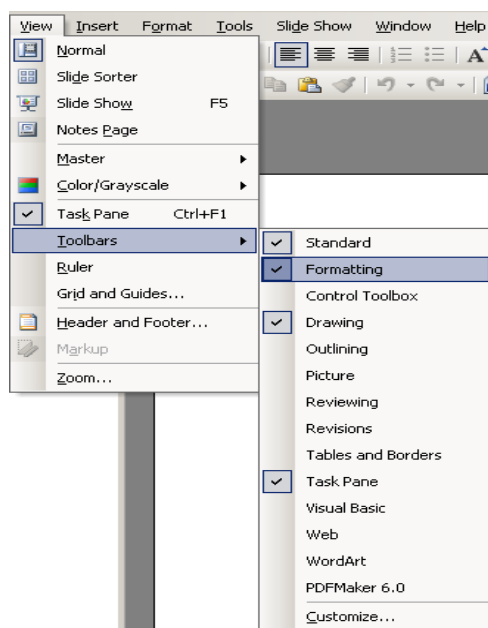 View Insert Format Tools Slide Show Window Help
Normal
Slide Sorter
Slide Show F5
Notes Page
Master
Color/Grayscale
Task Pane Ctrl+F1
Toolbars
Ruler
Grid and Guides...
Header and Footer...
Markup
Zoom...
Standard
Formatting
Control Toolbox
Drawing
Outlining
Picture
Reviewing
Revisions
Tables and Borders
Task Pane
Visual Basic
Web
WordArt
PDFMaker 6.0
Customize...